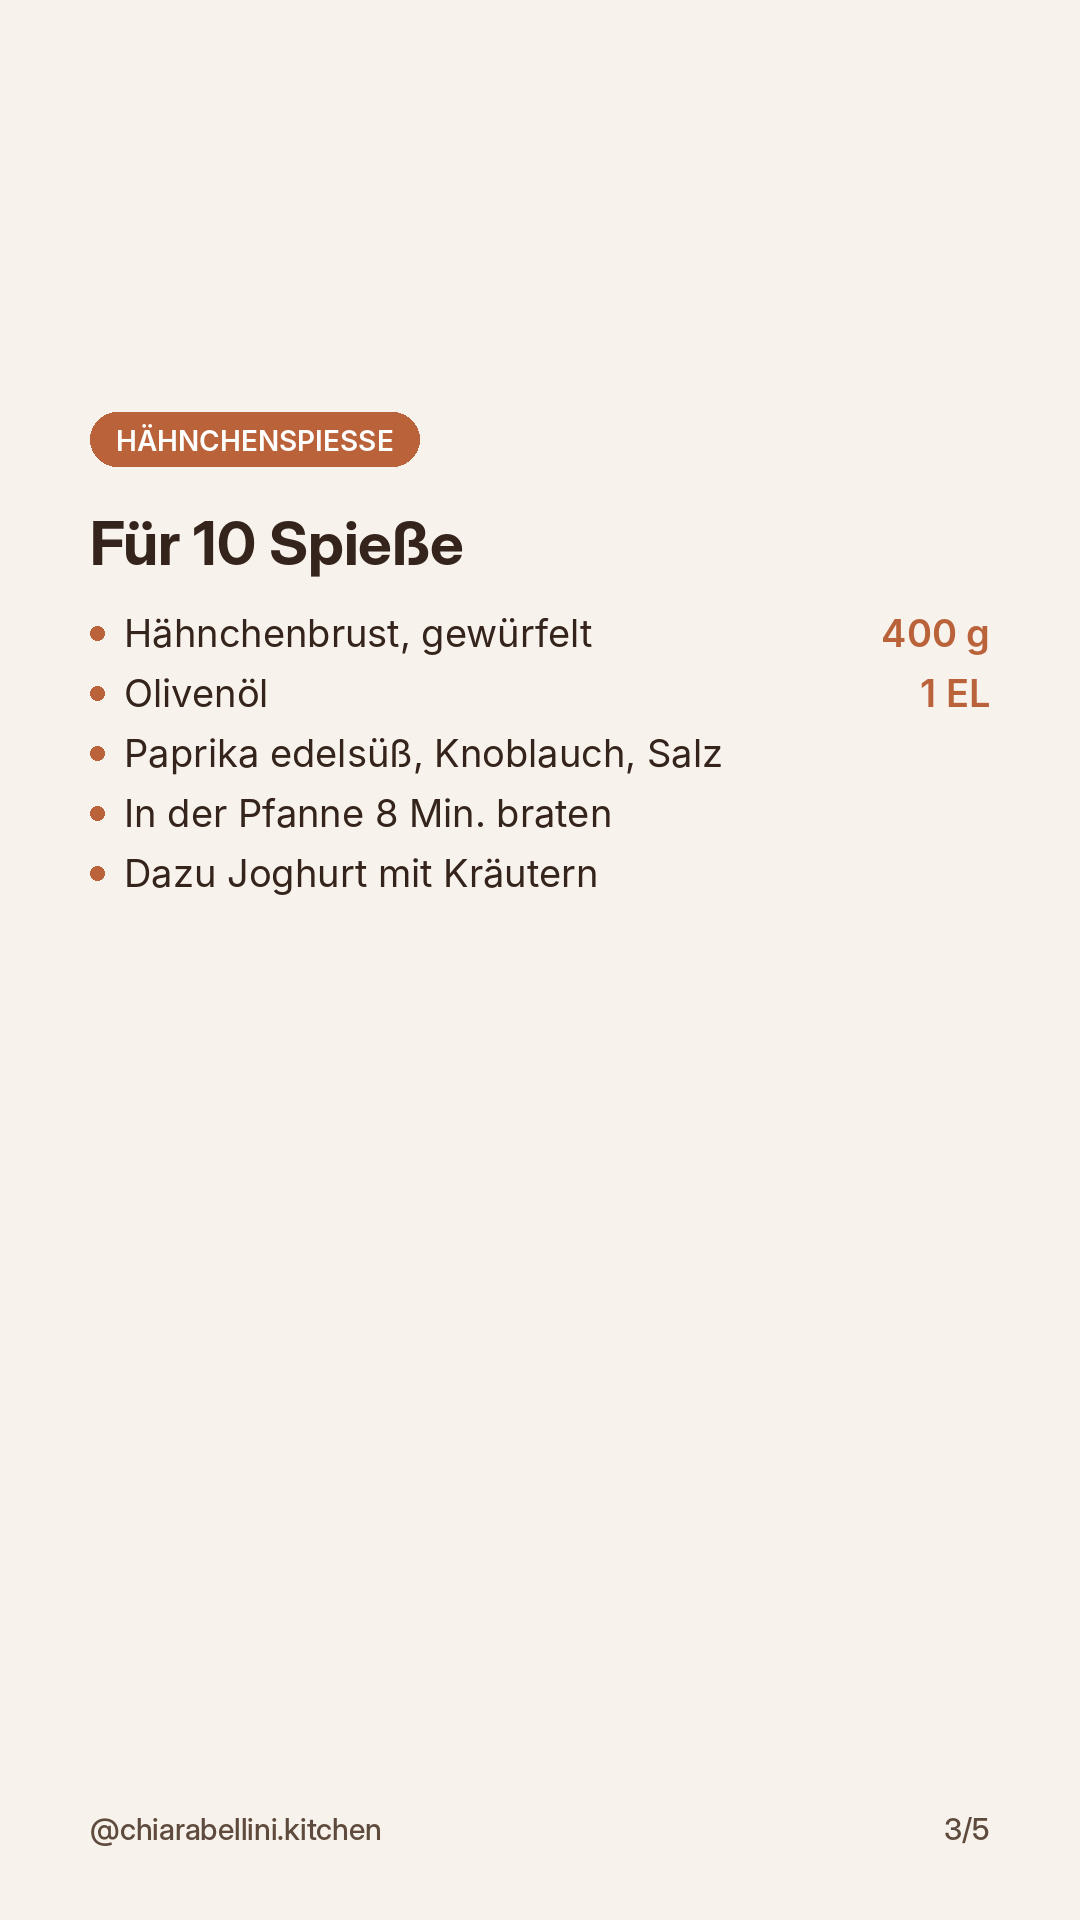 HÄHNCHENSPIESSE
Für 10 Spieße
Hähnchenbrust, gewürfelt 400 g
Olivenöl 1 EL
Paprika edelsüß, Knoblauch, Salz
In der Pfanne 8 Min. braten
Dazu Joghurt mit Kräutern
@chiarabellini.kitchen 3/5